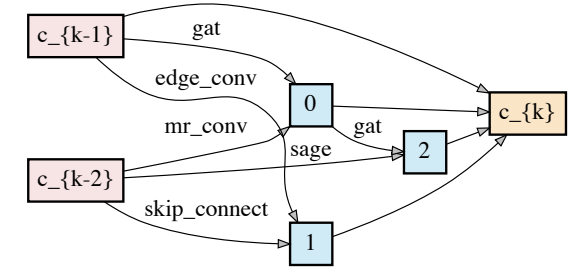 c_{k-1}
gat
edge_conv
0
c_{k}
mr_conv
gat
sage
2
c_{k-2}
skip_connect
1